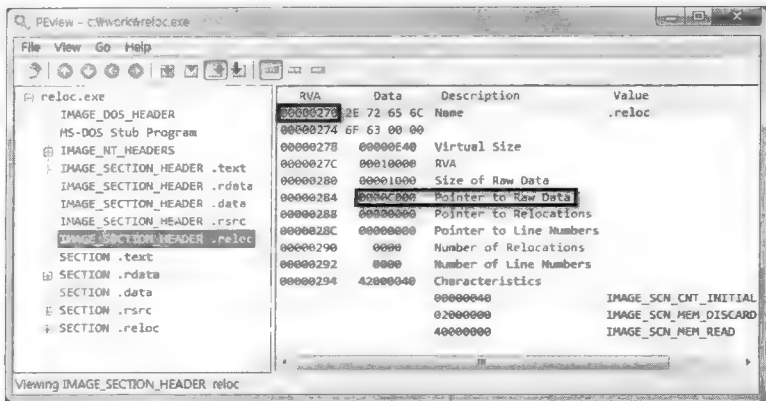 PEview - c:\work\reloc.exe
File View Go Help
reloc.exe
IMAGE_DOS_HEADER
MS-DOS Stub Program
IMAGE_NT_HEADERS
IMAGE_SECTION_HEADER .text
IMAGE_SECTION_HEADER .rdata
IMAGE_SECTION_HEADER .data
IMAGE_SECTION_HEADER .rsrc
IMAGE_SECTION_HEADER .reloc
SECTION .text
SECTION .rdata
SECTION .data
SECTION .rsrc
SECTION .reloc
RVA Data Description Value
00000270 2E 72 65 6C Name .reloc
00000274 6F 63 00 00
00000278 00000E40 Virtual Size
0000027C 00010000 RVA
00000280 00001000 Size of Raw Data
00000284 0000C000 Pointer to Raw Data
00000288 00000000 Pointer to Relocations
0000028C 00000000 Pointer to Line Numbers
00000290 0000 Number of Relocations
00000292 0000 Number of Line Numbers
00000294 42000040 Characteristics
00000040 IMAGE_SCN_CNT_INITIAL
02000000 IMAGE_SCN_MEM_DISCARD
40000000 IMAGE_SCN_MEM_READ
Viewing IMAGE_SECTION_HEADER reloc